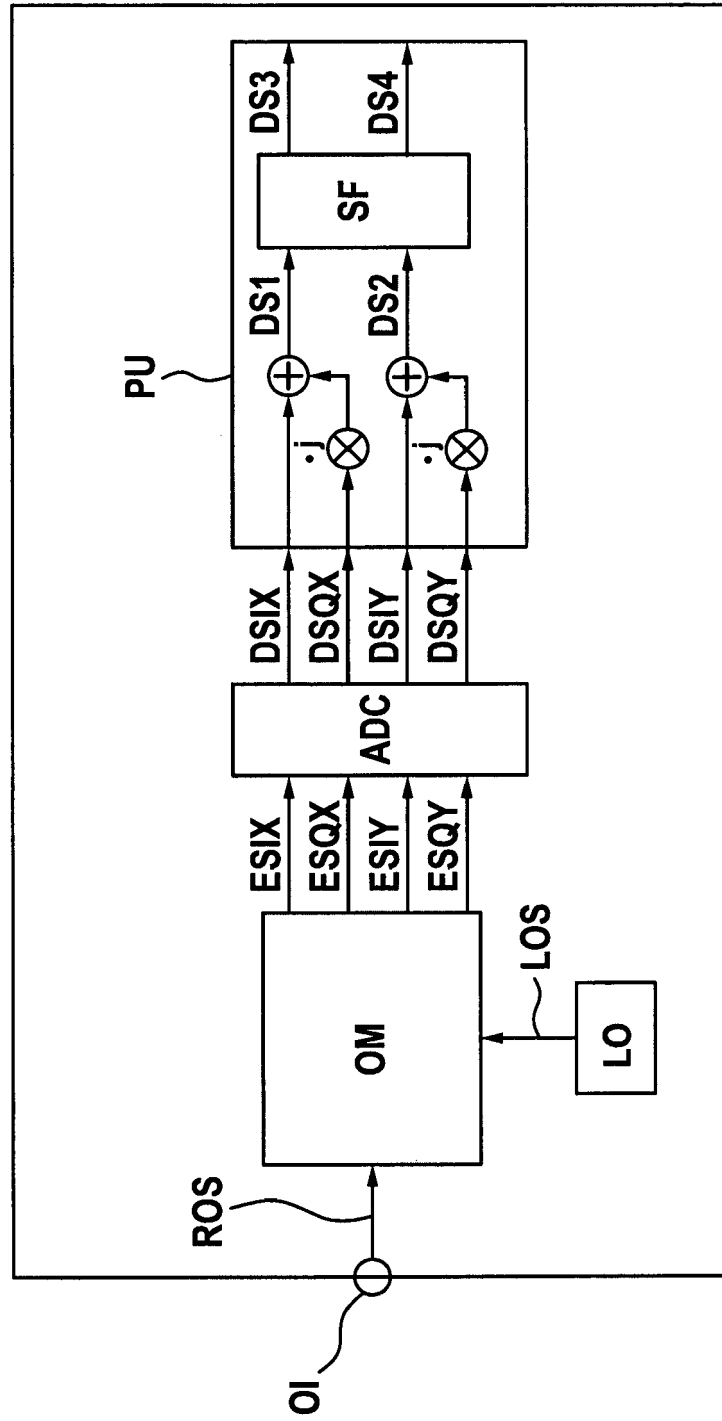 OI
ROS
OM
LOS
LO
ESIX
ESQX
ESIY
ESQY
ADC
DSIX
DSQX
DSIY
DSQY
PU
+
·j
DS1
+
·j
DS2
SF
DS3
DS4